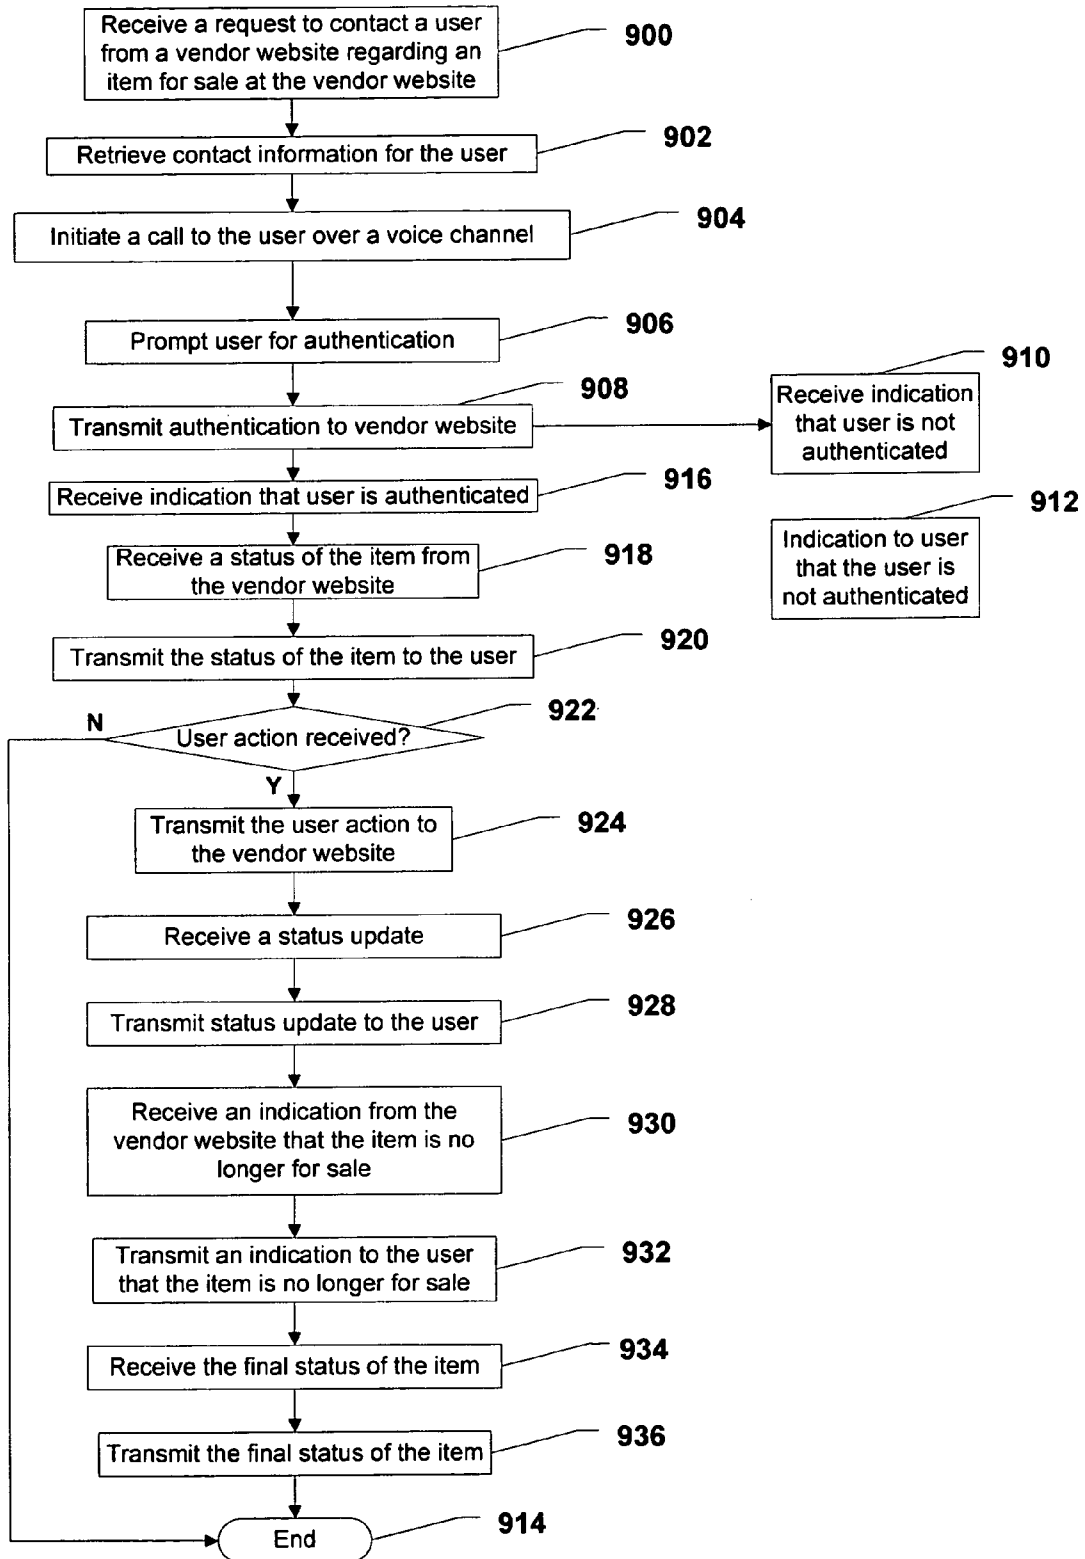 Receive a request to contact a user
from a vendor website regarding an
item for sale at the vendor website
900
Retrieve contact information for the user
902
Initiate a call to the user over a voice channel
904
Prompt user for authentication
906
908
Transmit authentication to vendor website
910
Receive indication
that user is not
authenticated
Receive indication that user is authenticated
916
912
Indication to user
that the user is
not authenticated
Receive a status of the item from
the vendor website
918
Transmit the status of the item to the user
920
922
N
User action received?
Y
Transmit the user action to
the vendor website
924
Receive a status update
926
Transmit status update to the user
928
Receive an indication from the
vendor website that the item is no
longer for sale
930
Transmit an indication to the user
that the item is no longer for sale
932
Receive the final status of the item
934
Transmit the final status of the item
936
End
914